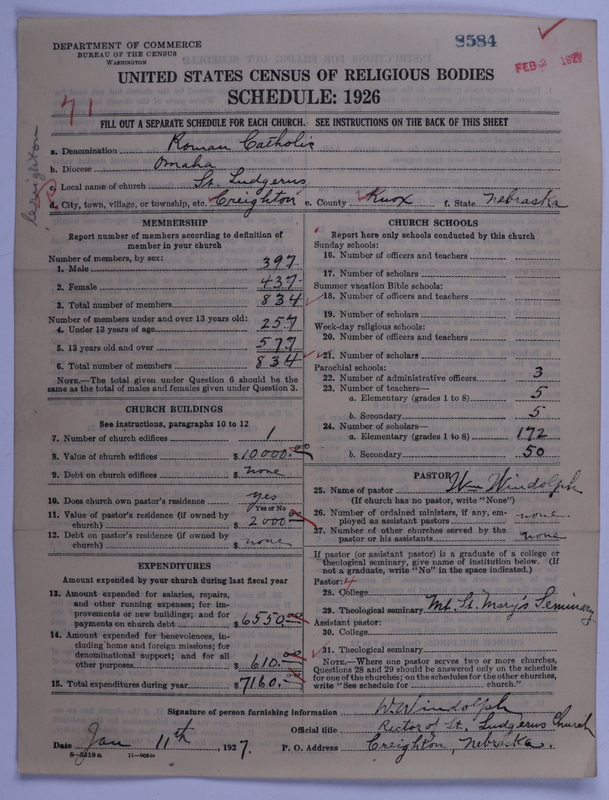 DEPARTMENT OF COMMERCE
BUREAU OF THE CENSUS
WASHINGTON
8584
FEB 2 1927
UNITED STATES CENSUS OF RELIGIOUS BODIES
SCHEDULE: 1926
71
FILL OUT A SEPARATE SCHEDULE FOR EACH CHURCH. SEE INSTRUCTIONS ON THE BACK OF THIS SHEET
Creighton
a. Denomination Roman Catholic
b. Diocese Omaha
c. Local name of church St. Ludgerus
d. City, town, village, or township, etc. Creighton e. County Knox f. State Nebraska
MEMBERSHIP
Report number of members according to definition of
member in your church
Number of members, by sex:
1. Male 397
2. Female 437
3. Total number of members 834
Number of members under and over 13 years old:
4. Under 13 years of age 257
5. 13 years old and over 577
6. Total number of members 834
NOTE.—The total given under Question 6 should be the
same as the total of males and females given under Question 3.
CHURCH BUILDINGS
See instructions, paragraphs 10 to 12
7. Number of church edifices 1
8. Value of church edifices $10000.00
9. Debt on church edifices $ none
10. Does church own pastor's residence yes
Yes or No
11. Value of pastor's residence (if owned by
church) $ 2000.00
12. Debt on pastor's residence (if owned by
church) $ none
EXPENDITURES
Amount expended by your church during last fiscal year
13. Amount expended for salaries, repairs,
and other running expenses; for im-
provements or new buildings; and for
payments on church debt $6550.00
14. Amount expended for benevolences, in-
cluding home and foreign missions; for
denominational support; and for all
other purposes $ 610.00
15. Total expenditures during year $7160.00
CHURCH SCHOOLS
Report here only schools conducted by this church
Sunday schools:
16. Number of officers and teachers
17. Number of scholars
Summer vacation Bible schools:
18. Number of officers and teachers
19. Number of scholars
Week-day religious schools:
20. Number of officers and teachers
21. Number of scholars
Parochial schools:
22. Number of administrative officers 3
23. Number of teachers—
a. Elementary (grades 1 to 8) 5
b. Secondary 5
24. Number of scholars—
a. Elementary (grades 1 to 8) 172
b. Secondary 50
PASTOR
25. Name of pastor Wm Windolph
(If church has no pastor, write "None")
26. Number of ordained ministers, if any, em-
ployed as assistant pastors none
27. Number of other churches served by the
pastor or his assistants none
If pastor (or assistant pastor) is a graduate of a college or
theological seminary, give name of institution below. (If
not a graduate, write "No" in the space indicated.)
Pastor: 4
28. College
29. Theological seminary Mt. St. Mary's Seminary
Assistant pastor:
30. College
31. Theological seminary
NOTE.—Where one pastor serves two or more churches,
Questions 28 and 29 should be answered only on the schedule
for one of the churches; on the schedules for the other churches,
write "See schedule for church."
Signature of person furnishing information W. Windolph
Official title Rector of St. Ludgerus Church
Date Jan 11th, 1927. P. O. Address Creighton, Nebraska.
8-5518a